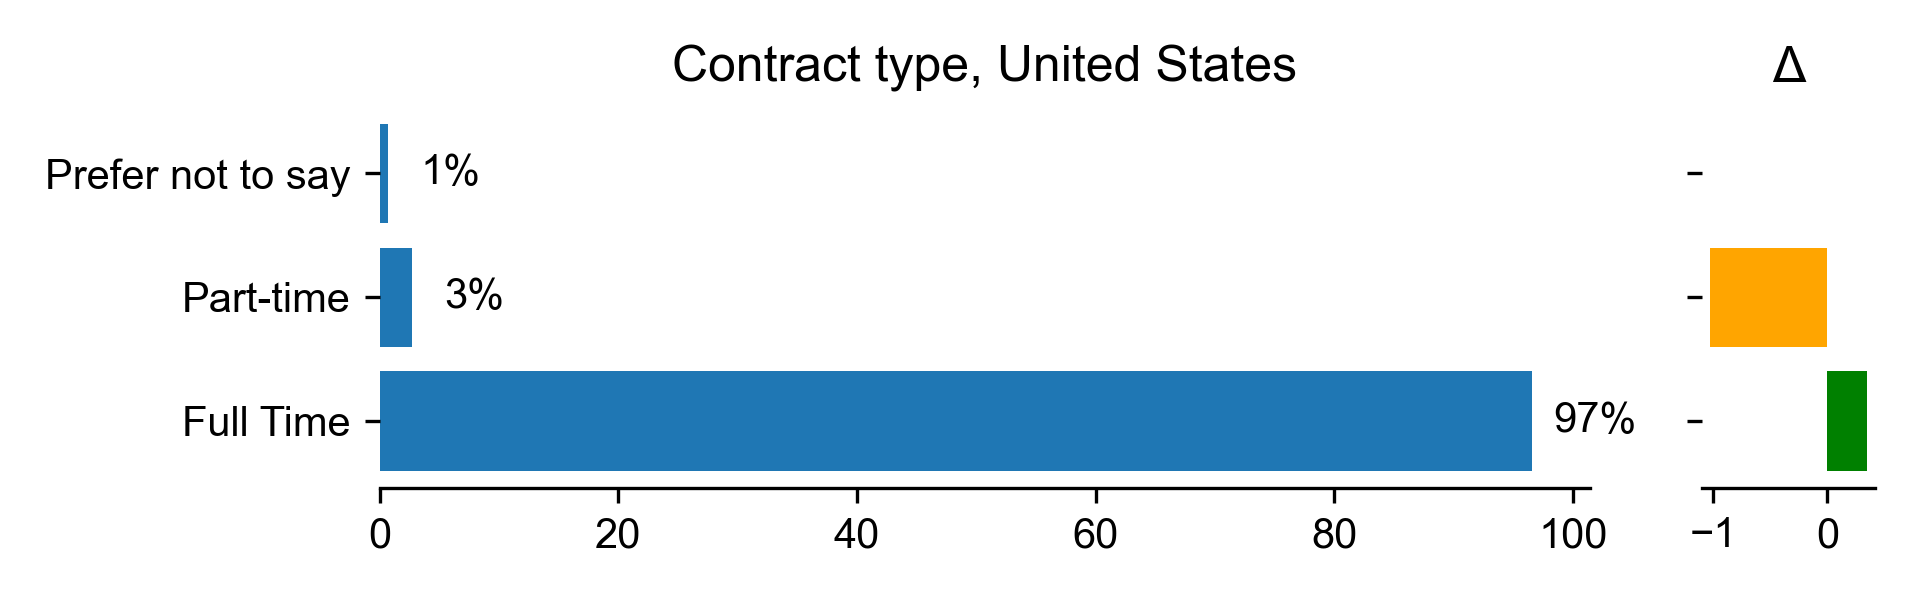 Contract type, United States
Δ
Prefer not to say
1%
Part-time
3%
Full Time
97%
0 20 40 60 80 100
−1 0